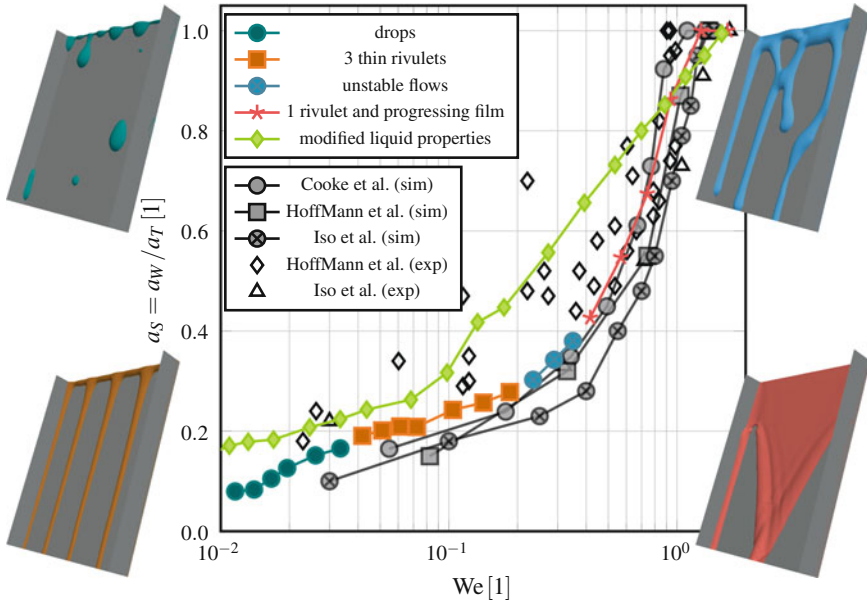 1.0
0.8
0.6
0.4
0.2
0.0
a_S = a_W/a_T [1]
drops
3 thin rivulets
unstable flows
1 rivulet and progressing film
modified liquid properties
Cooke et al. (sim)
HoffMann et al. (sim)
Iso et al. (sim)
HoffMann et al. (exp)
Iso et al. (exp)
10⁻² 10⁻¹ 10⁰
We [1]